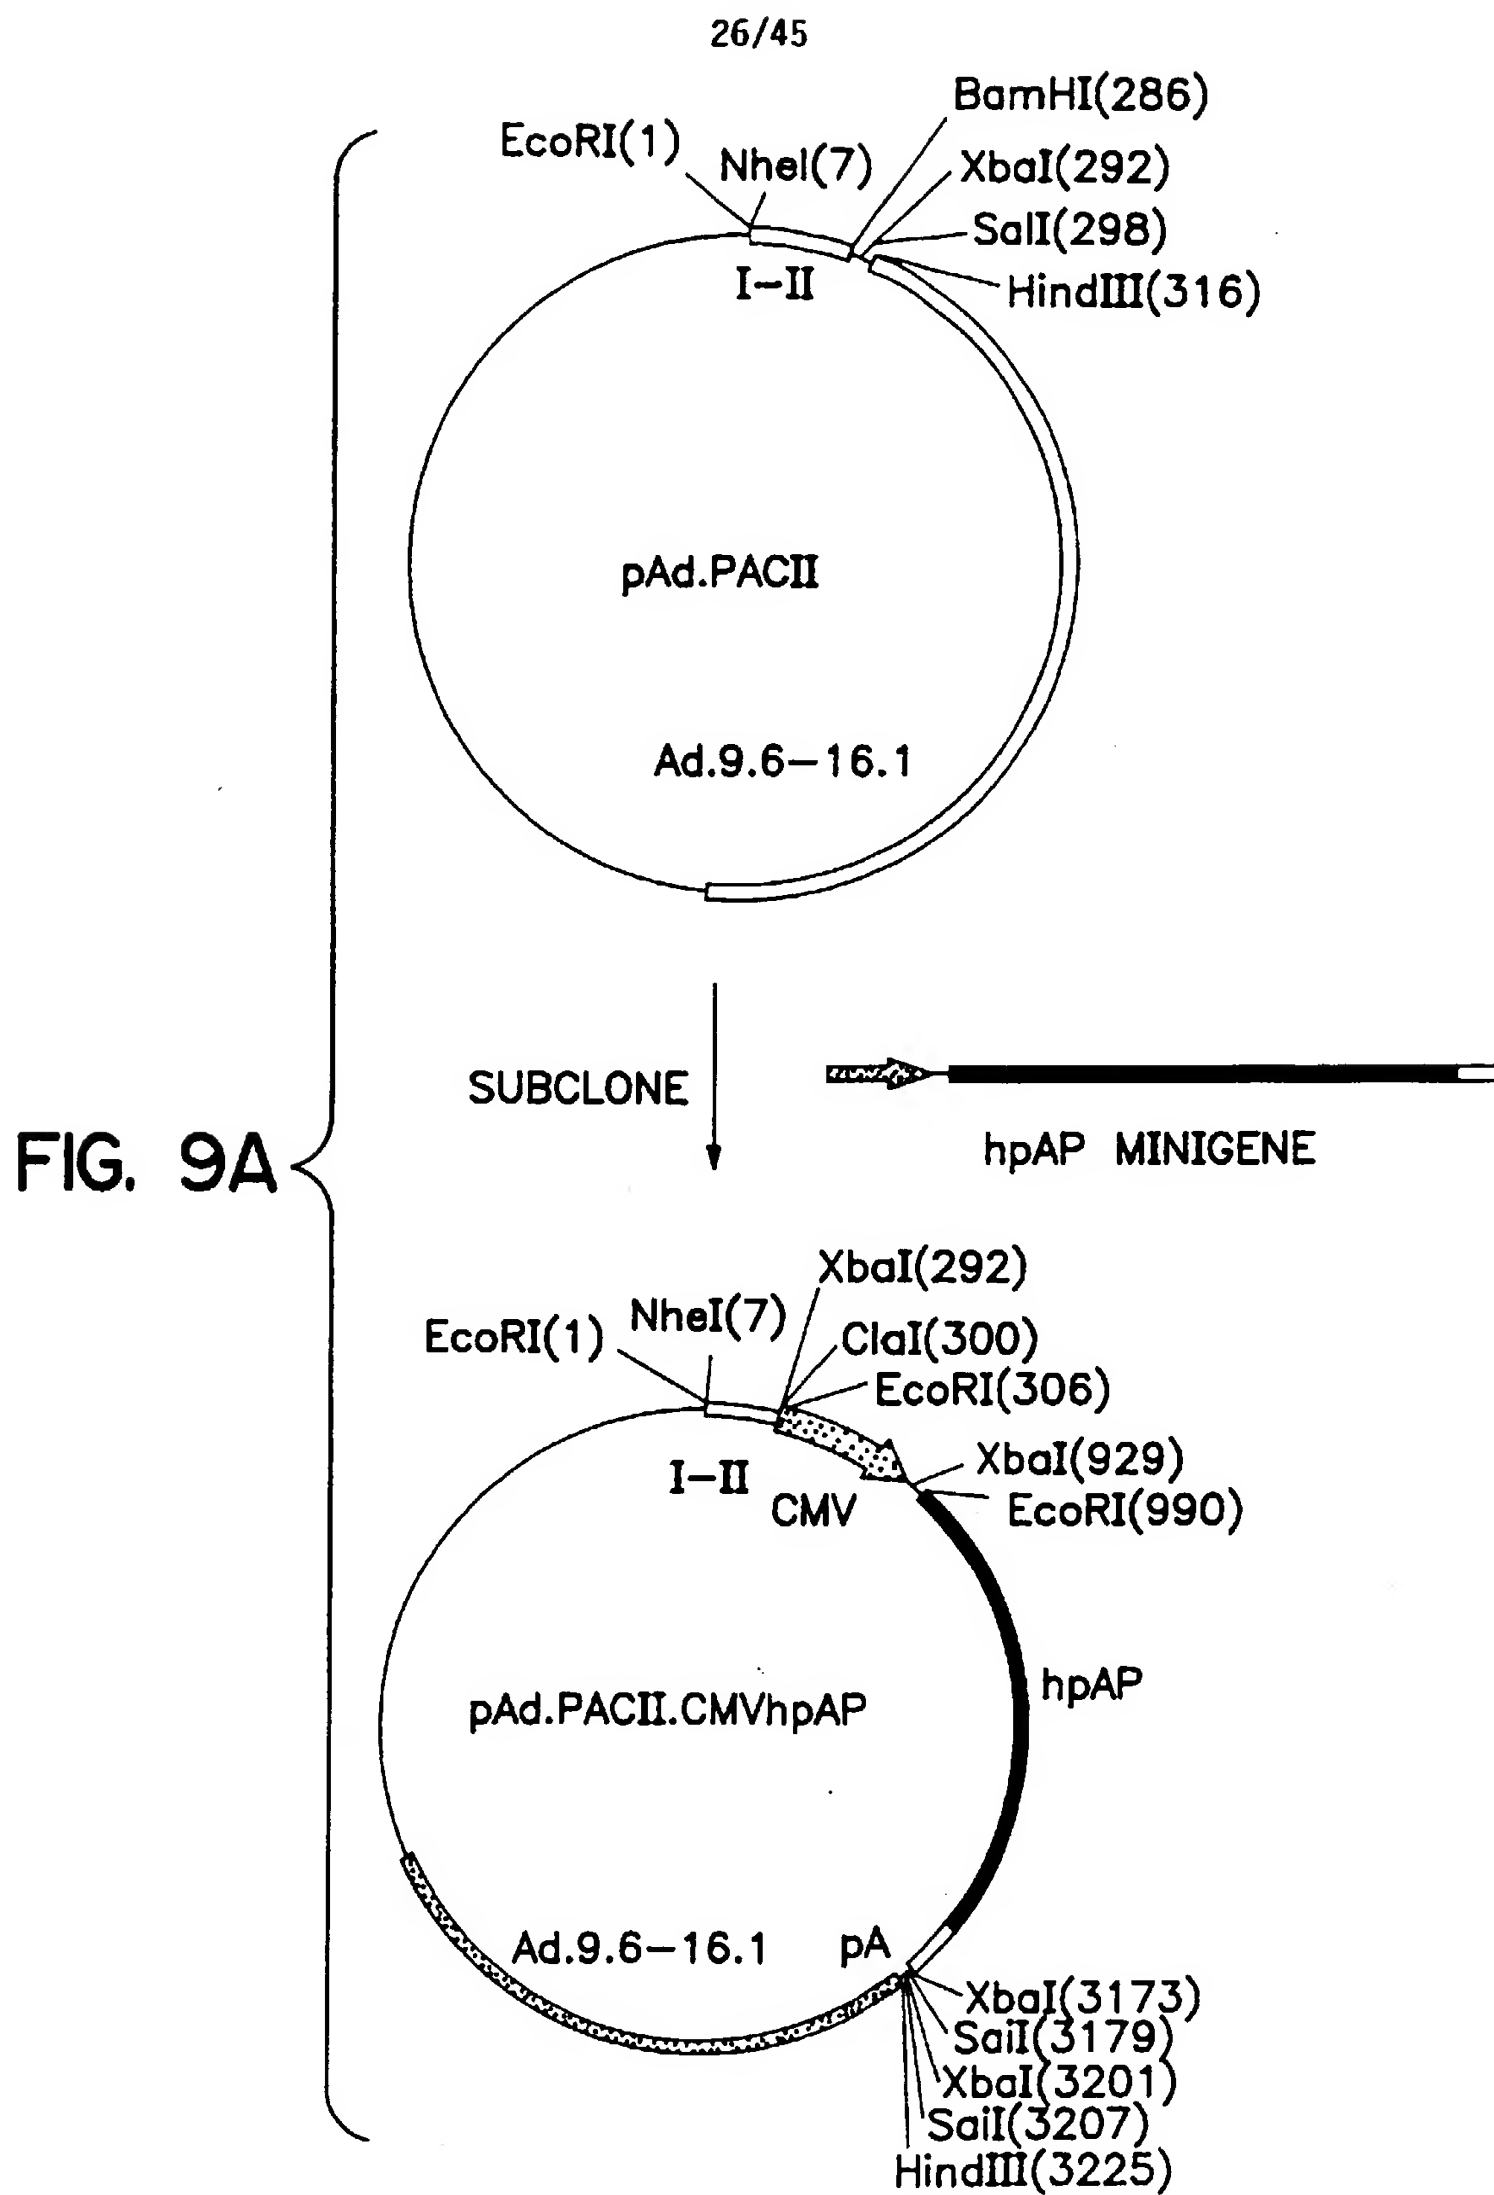 26/45
BamHI(286)
EcoRI(1)
NheI(7)
XbaI(292)
SalI(298)
I–II
HindIII(316)
pAd.PACII
Ad.9.6–16.1
SUBCLONE
hpAP MINIGENE
FIG. 9A
XbaI(292)
NheI(7)
EcoRI(1)
ClaI(300)
EcoRI(306)
XbaI(929)
I–II
CMV
EcoRI(990)
hpAP
pAd.PACII.CMVhpAP
Ad.9.6–16.1
pA
XbaI(3173)
SaiI(3179)
XbaI(3201)
SaiI(3207)
HindIII(3225)